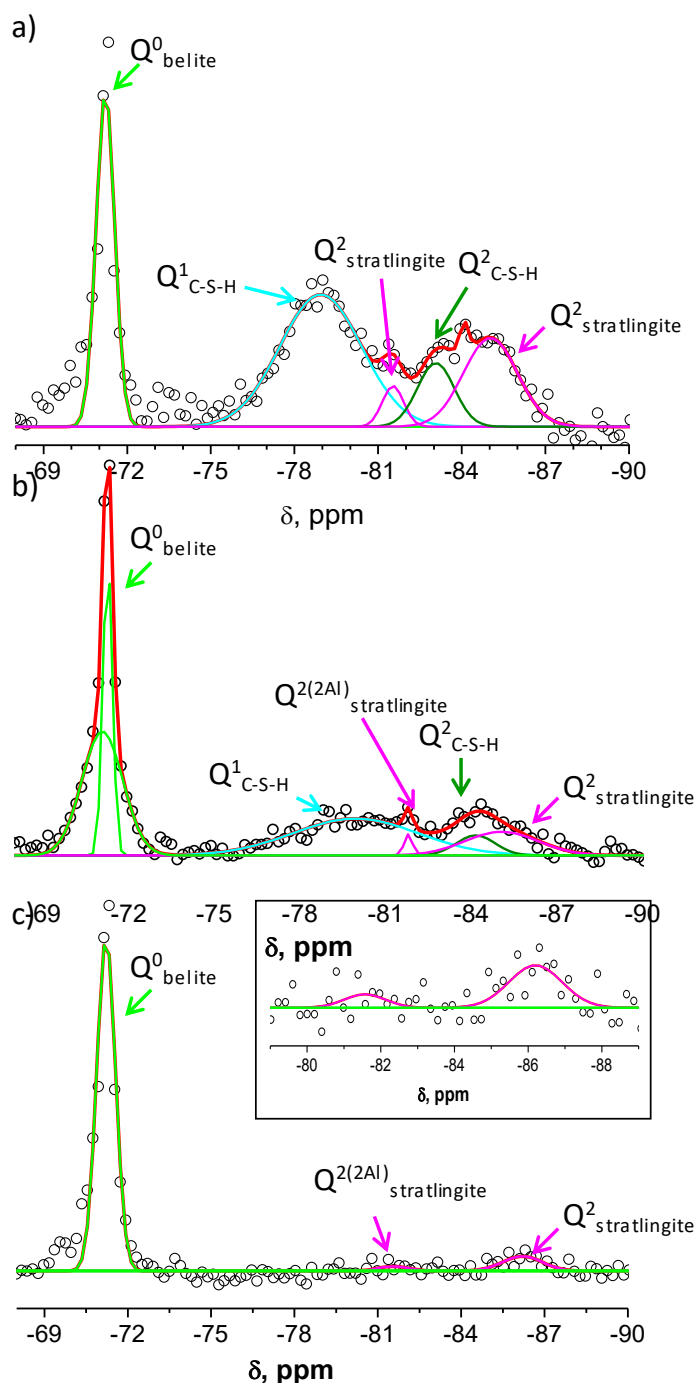 a)
Q⁰belite
Q¹C-S-H
Q²stratlingite
Q²C-S-H
Q²stratlingite
-69 -72 -75 -78 -81 -84 -87 -90
δ, ppm
b)
Q⁰belite
Q¹C-S-H
Q²⁽²ᴬˡ⁾stratlingite
Q²C-S-H
Q²stratlingite
-69 -72 -75 -78 -81 -84 -87 -90
δ, ppm
c)
Q⁰belite
-80 -82 -84 -86 -88
δ, ppm
Q²⁽²ᴬˡ⁾stratlingite
Q²stratlingite
-69 -72 -75 -78 -81 -84 -87 -90
δ, ppm